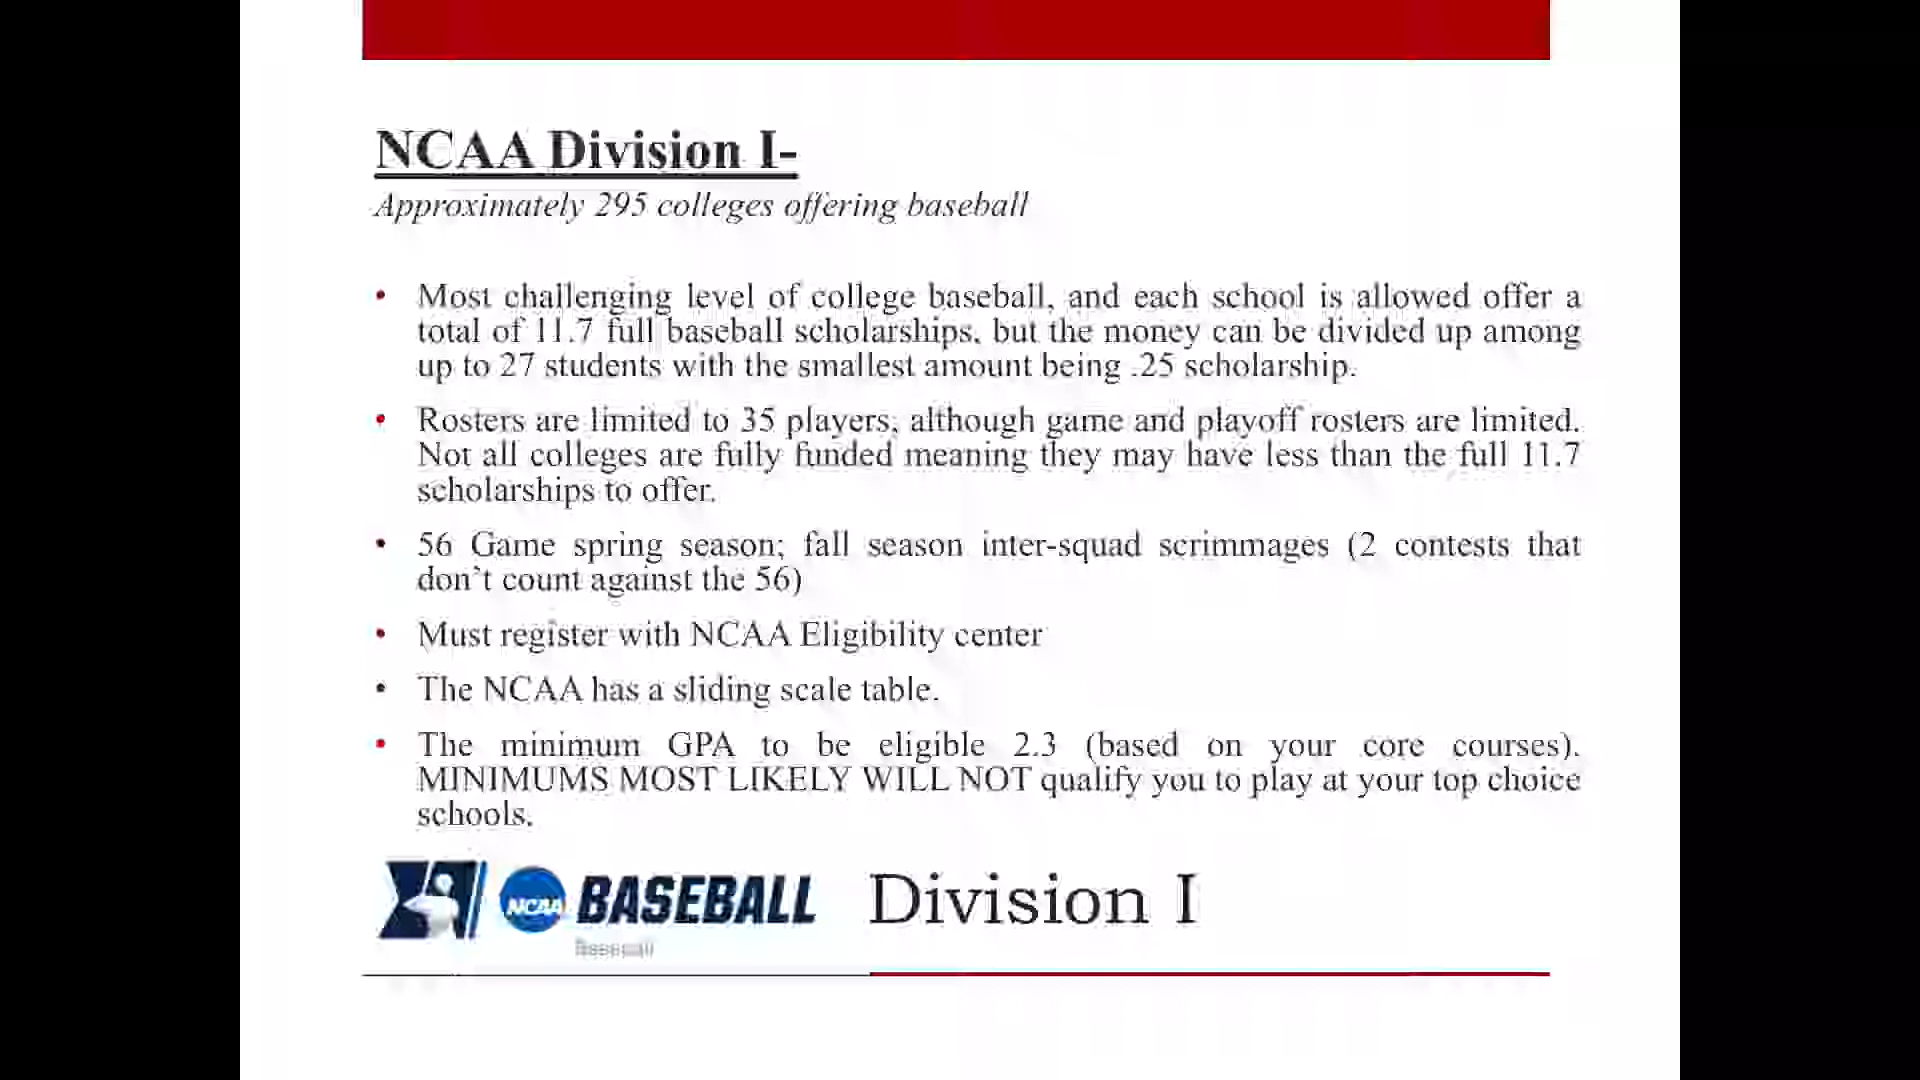 NCAA Division I-
Approximately 295 colleges offering baseball
• Most challenging level of college baseball, and each school is allowed offer a
total of 11.7 full baseball scholarships, but the money can be divided up among
up to 27 students with the smallest amount being .25 scholarship.
• Rosters are limited to 35 players, although game and playoff rosters are limited.
Not all colleges are fully funded meaning they may have less than the full 11.7
scholarships to offer.
• 56 Game spring season; fall season inter-squad scrimmages (2 contests that
don't count against the 56)
• Must register with NCAA Eligibility center
• The NCAA has a sliding scale table.
• The minimum GPA to be eligible 2.3 (based on your core courses).
MINIMUMS MOST LIKELY WILL NOT qualify you to play at your top choice
schools.
NCAA BASEBALL Division I
Baseball